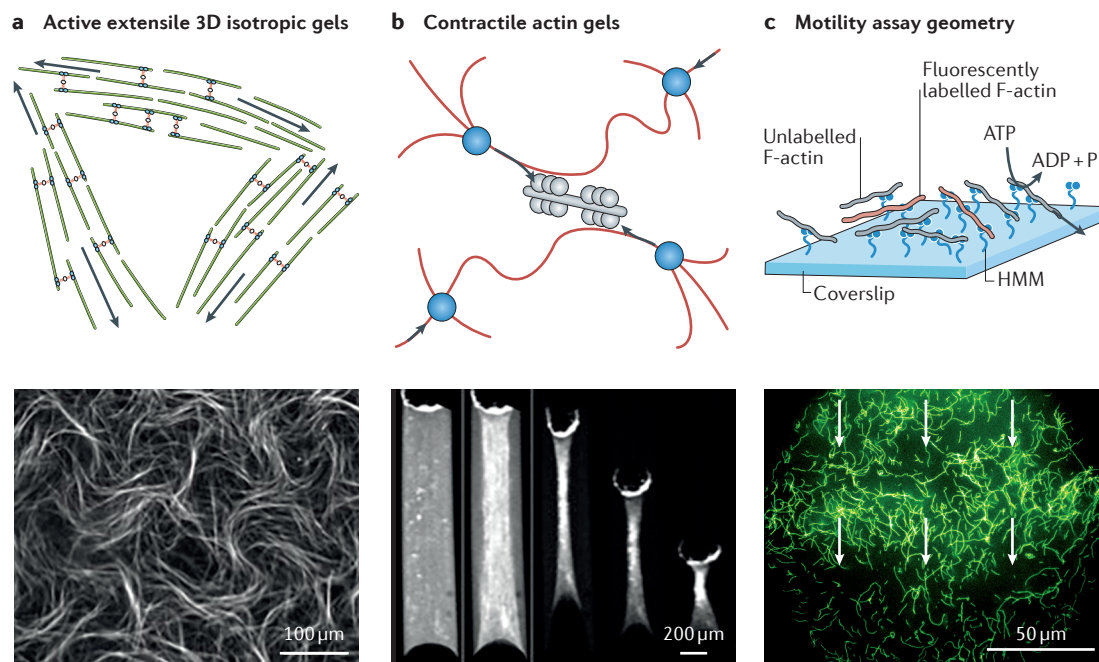 a Active extensile 3D isotropic gels
b Contractile actin gels
c Motility assay geometry
Fluorescently
labelled F-actin
Unlabelled
F-actin
ATP
ADP + P
Coverslip
HMM
100 μm
200 μm
50 μm